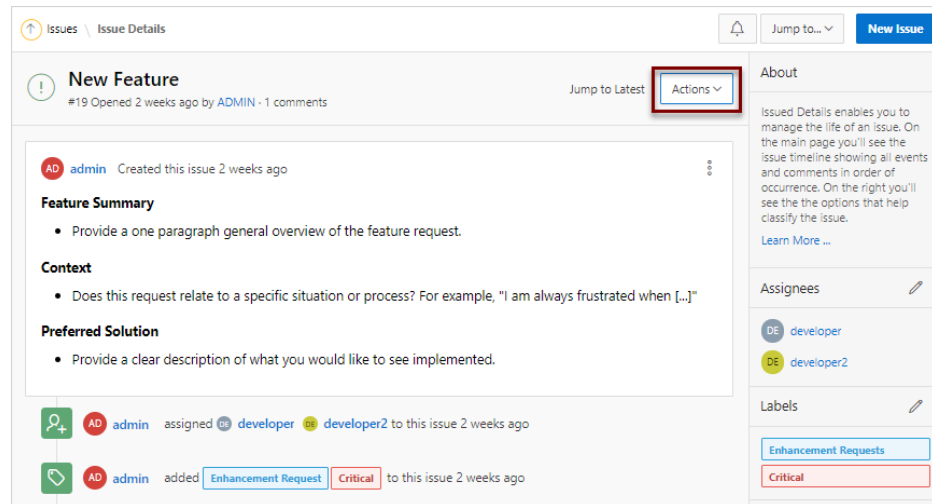 Issues \ Issue Details
Jump to...
New Issue
New Feature
#19 Opened 2 weeks ago by ADMIN - 1 comments
Jump to Latest
Actions
AD admin Created this issue 2 weeks ago
Feature Summary
• Provide a one paragraph general overview of the feature request.
Context
• Does this request relate to a specific situation or process? For example, "I am always frustrated when [...]"
Preferred Solution
• Provide a clear description of what you would like to see implemented.
AD admin assigned DE developer DE developer2 to this issue 2 weeks ago
AD admin added Enhancement Request Critical to this issue 2 weeks ago
About
Issued Details enables you to
manage the life of an issue. On
the main page you'll see the
issue timeline showing all events
and comments in order of
occurrence. On the right you'll
see the the options that help
classify the issue.
Learn More ...
Assignees
DE developer
DE developer2
Labels
Enhancement Requests
Critical